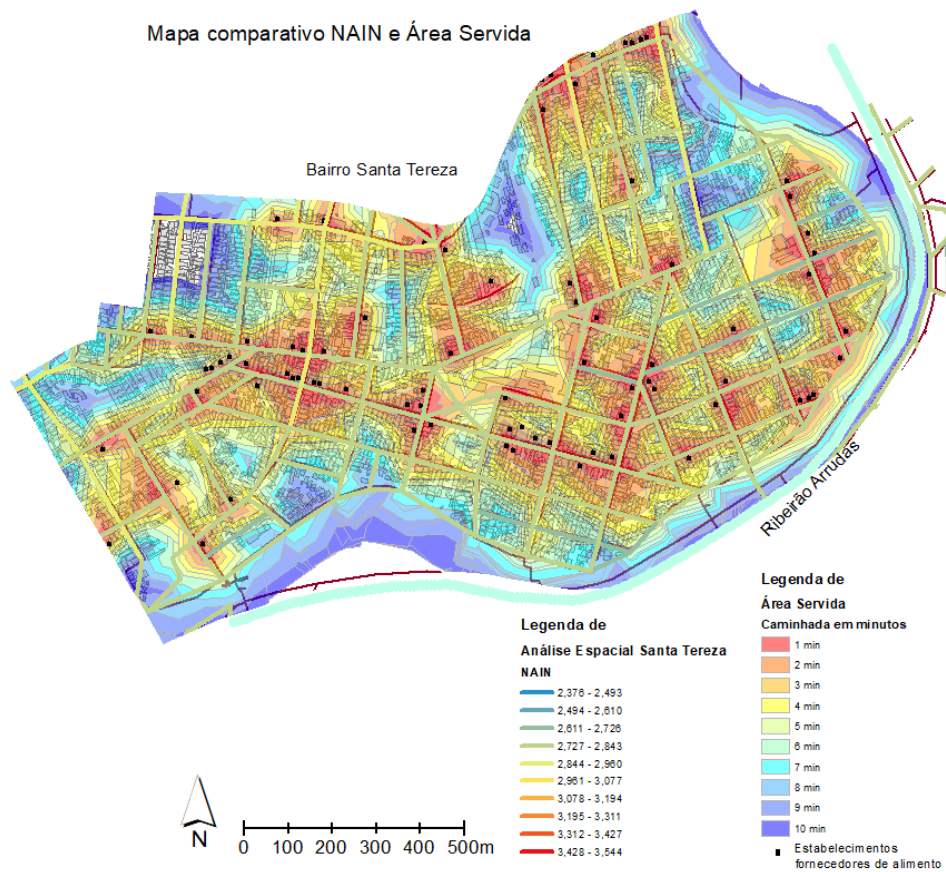 Mapa comparativo NAIN e Área Servida
Bairro Santa Tereza
Ribeirão Arrudas
Legenda de
Análise Espacial Santa Tereza
NAIN
2,376 - 2,493
2,494 - 2,610
2,611 - 2,726
2,727 - 2,843
2,844 - 2,960
2,961 - 3,077
3,078 - 3,194
3,195 - 3,311
3,312 - 3,427
3,428 - 3,544
Legenda de
Área Servida
Caminhada em minutos
1 min
2 min
3 min
4 min
5 min
6 min
7 min
8 min
9 min
10 min
Estabelecimentos
fornecedores de alimento
N
0 100 200 300 400 500m